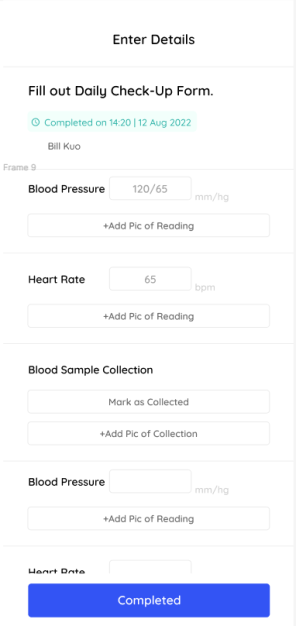 Enter Details
Fill out Daily Check-Up Form.
Completed on 14:20 | 12 Aug 2022
Bill Kuo
Frame 9
Blood Pressure 120/65 mm/hg
+Add Pic of Reading
Heart Rate 65 bpm
+Add Pic of Reading
Blood Sample Collection
Mark as Collected
+Add Pic of Collection
Blood Pressure mm/hg
+Add Pic of Reading
Heart Rate
Completed